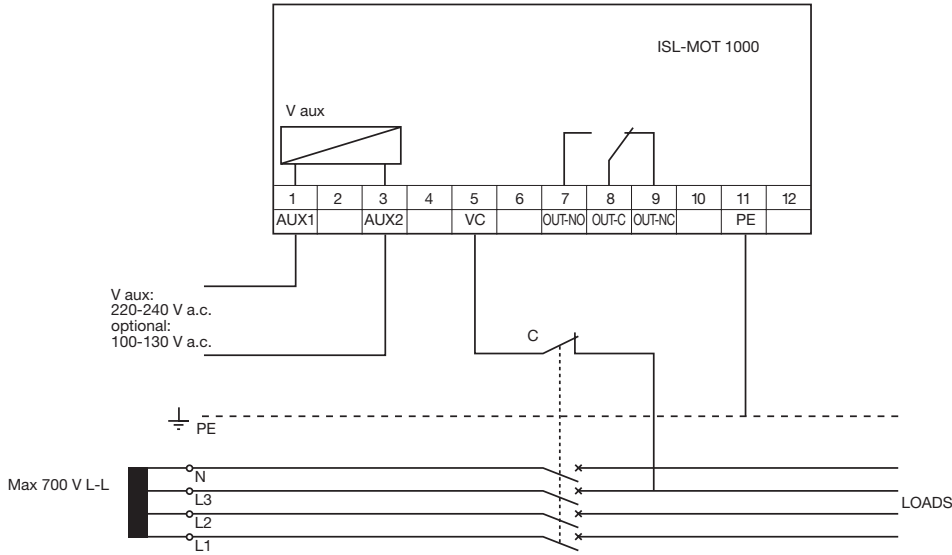 ISL-MOT 1000
V aux
1 2 3 4 5 6 7 8 9 10 11 12
AUX1 AUX2 VC OUT-NO OUT-C OUT-NC PE
V aux:
220-240 V a.c.
optional:
100-130 V a.c.
C
PE
Max 700 V L-L
N
L3
L2
L1
LOADS